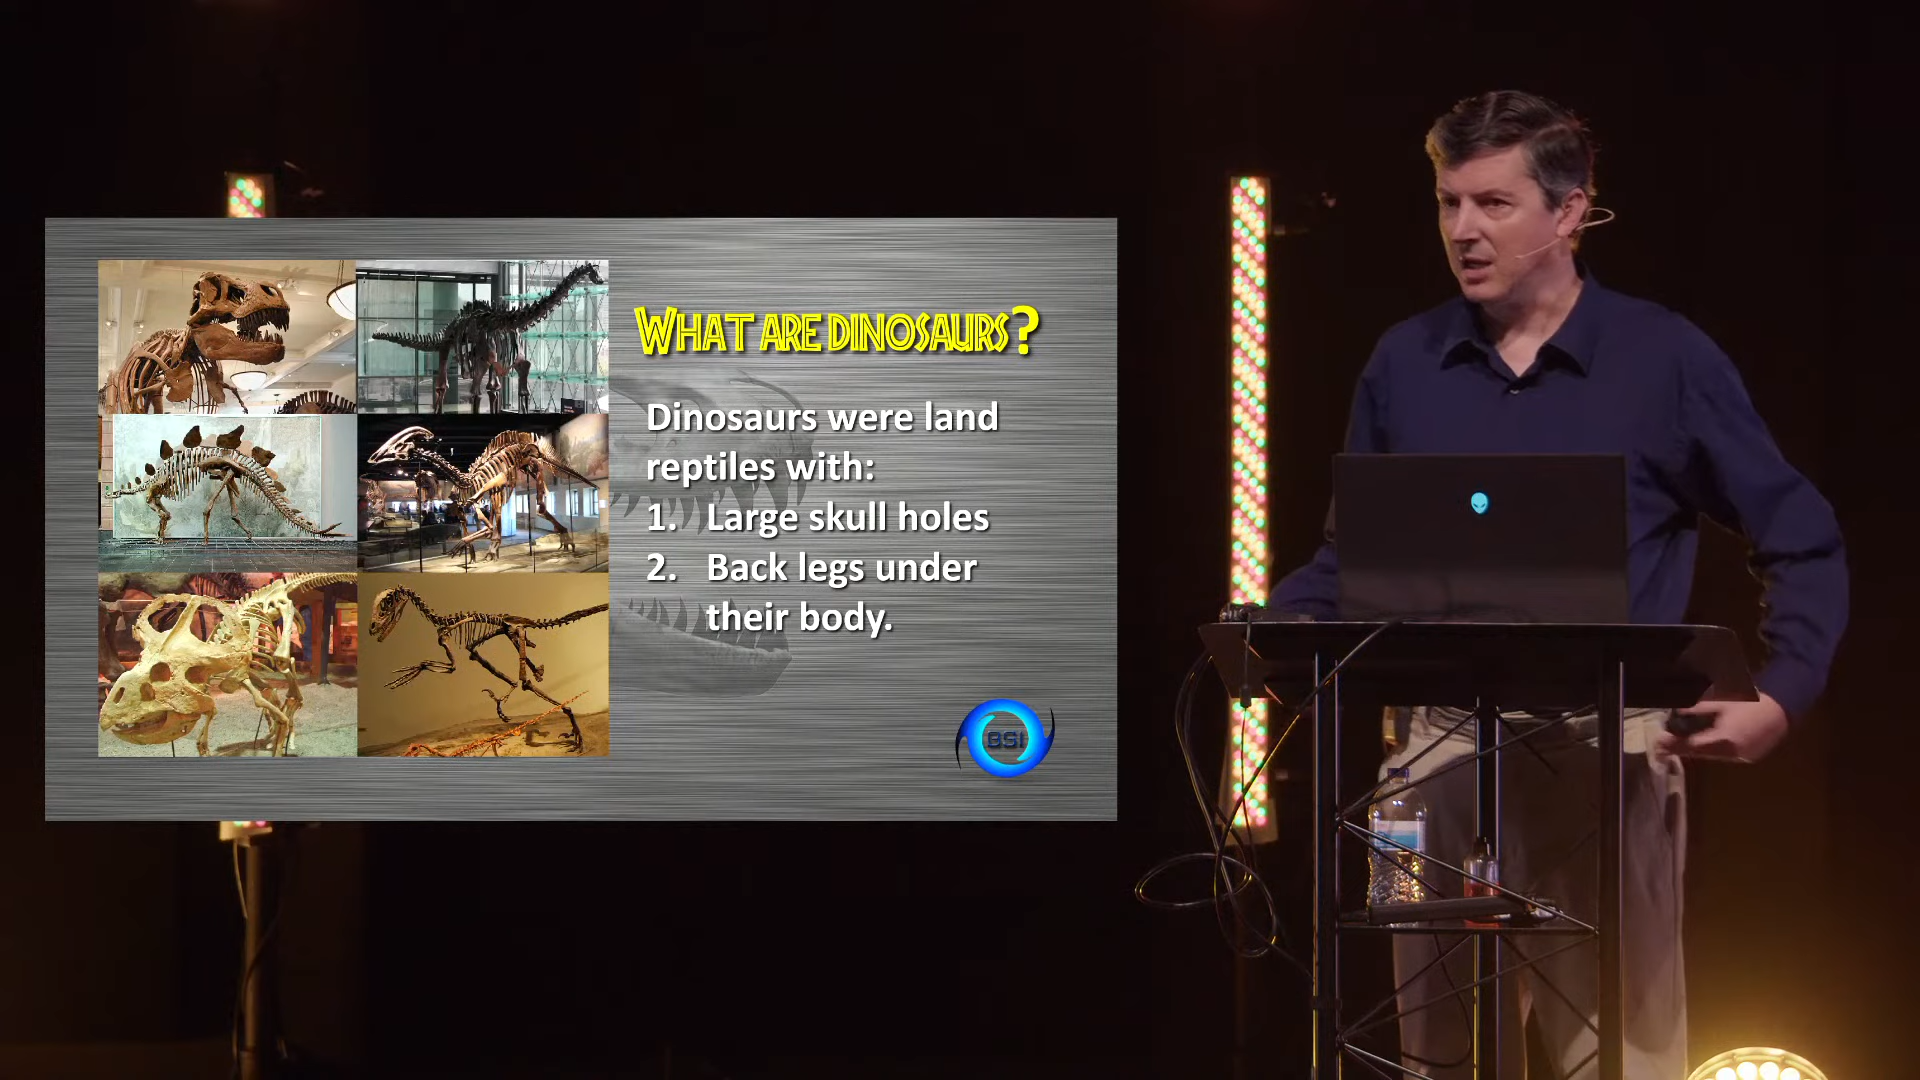 WHAT ARE DINOSAURS?
Dinosaurs were land
reptiles with:
1. Large skull holes
2. Back legs under
their body.
BSI